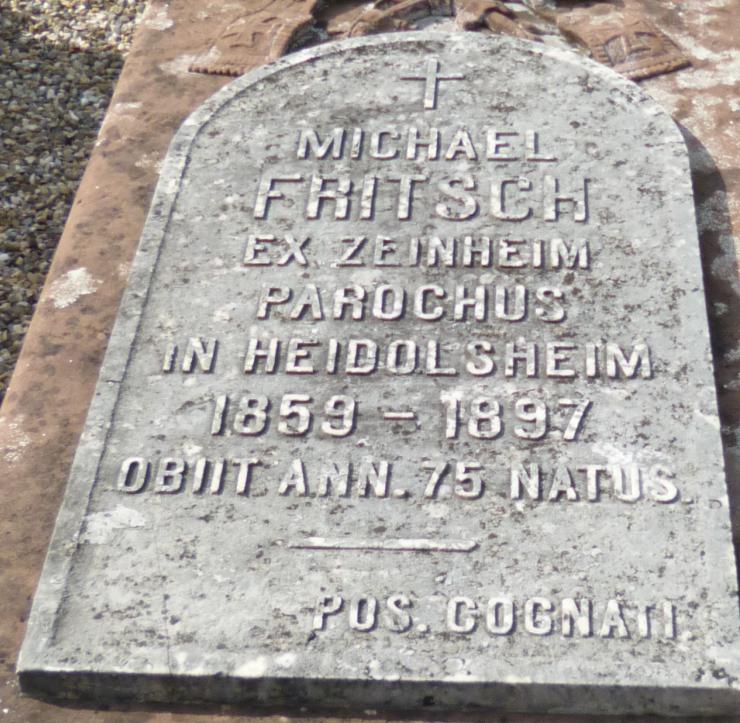 MICHAEL
FRITSCH
EX ZEINHEIM
PAROCHUS
IN HEIDOLSHEIM
1859 – 1897
OBIIT ANN. 75 NATUS.
POS. COGNATI.